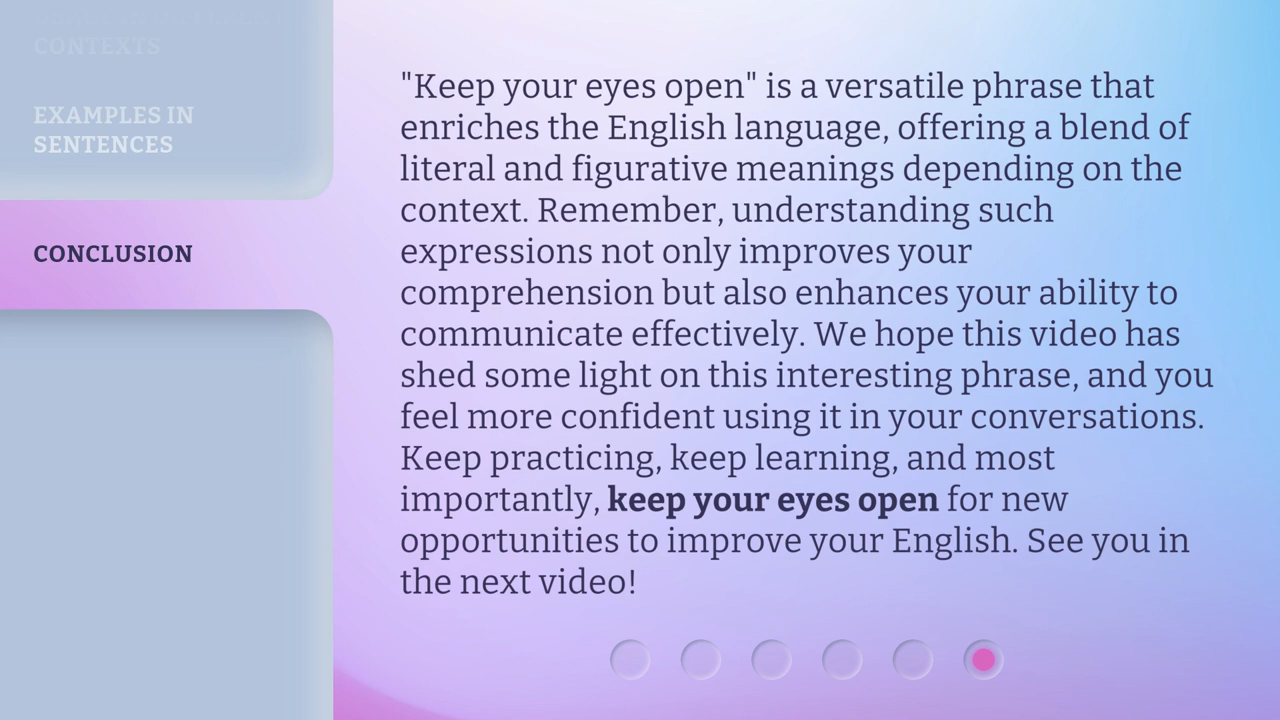 CONTEXTS
EXAMPLES IN
SENTENCES
CONCLUSION
"Keep your eyes open" is a versatile phrase that
enriches the English language, offering a blend of
literal and figurative meanings depending on the
context. Remember, understanding such
expressions not only improves your
comprehension but also enhances your ability to
communicate effectively. We hope this video has
shed some light on this interesting phrase, and you
feel more confident using it in your conversations.
Keep practicing, keep learning, and most
importantly, keep your eyes open for new
opportunities to improve your English. See you in
the next video!